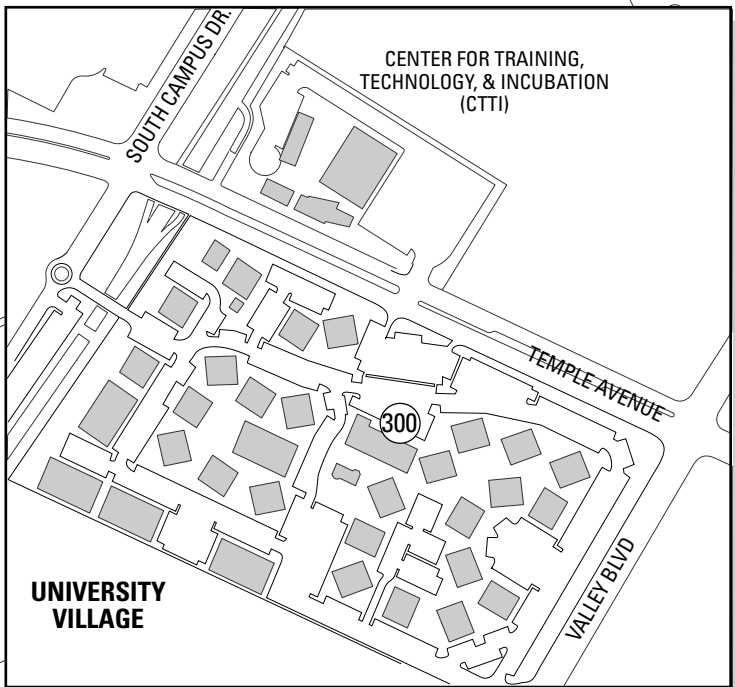 SOUTH CAMPUS DR.
CENTER FOR TRAINING,
TECHNOLOGY, & INCUBATION
(CTTI)
TEMPLE AVENUE
300
VALLEY BLVD
UNIVERSITY
VILLAGE